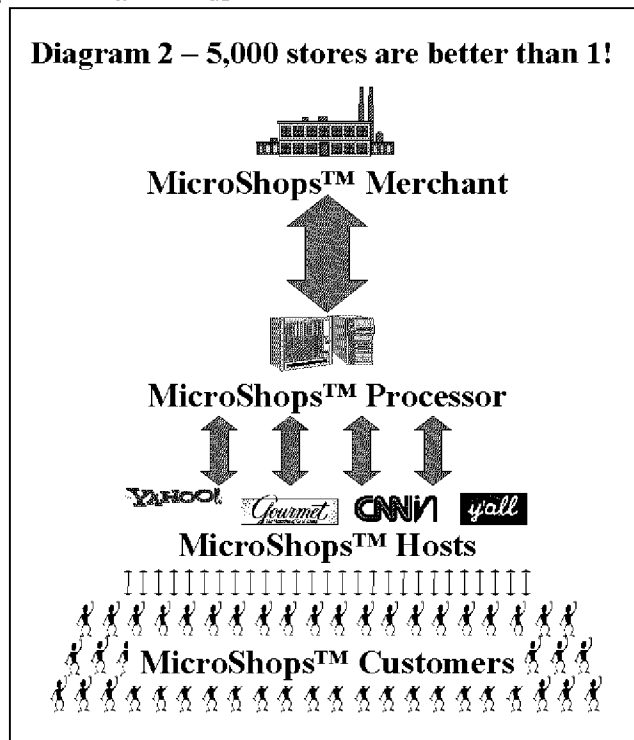 Diagram 2 – 5,000 stores are better than 1!
MicroShops™ Merchant
MicroShops™ Processor
YAHOO! Gourmet CNNin y'all
MicroShops™ Hosts
MicroShops™ Customers